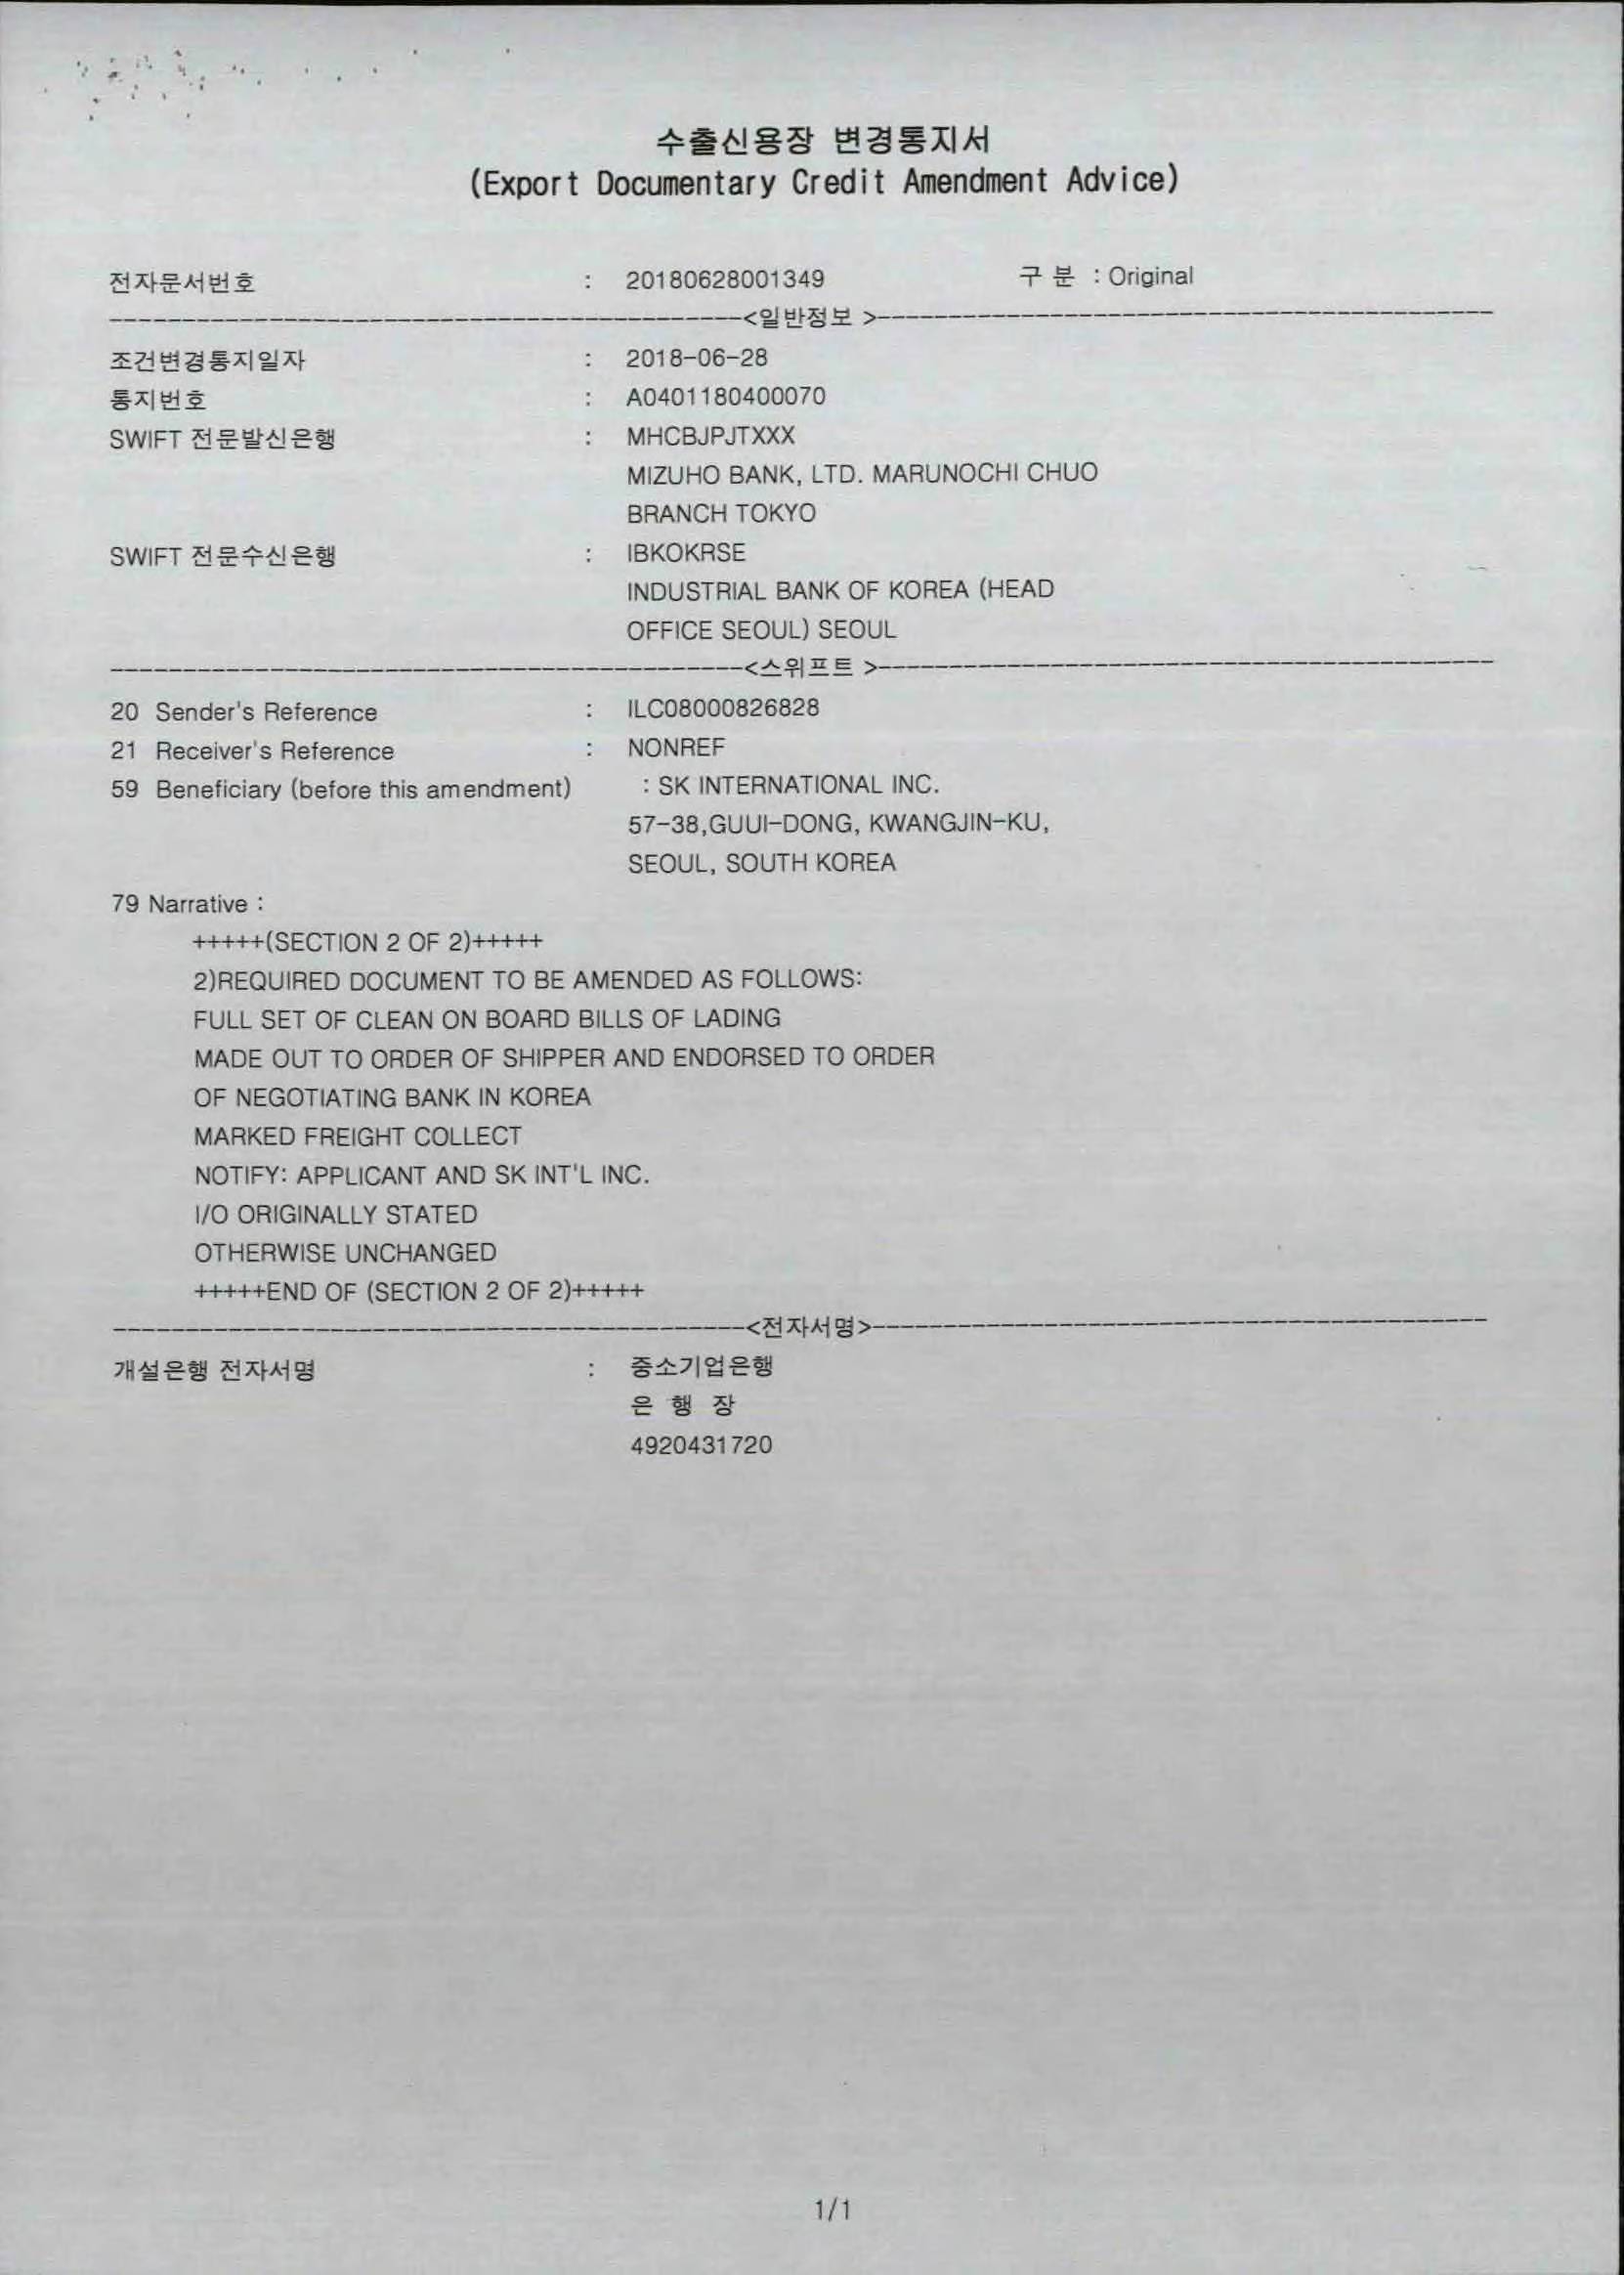 수출신용장 변경통지서
(Export Documentary Credit Amendment Advice)
전자문서번호 : 20180628001349 구 분 : Original
--------------------------------------------<일반정보 >--------------------------------------------
조건변경통지일자 : 2018-06-28
통지번호 : A0401180400070
SWIFT 전문발신은행 : MHCBJPJTXXX
MIZUHO BANK, LTD. MARUNOCHI CHUO
BRANCH TOKYO
SWIFT 전문수신은행 : IBKOKRSE
INDUSTRIAL BANK OF KOREA (HEAD
OFFICE SEOUL) SEOUL
--------------------------------------------<스위프트 >--------------------------------------------
20 Sender's Reference : ILC08000826828
21 Receiver's Reference : NONREF
59 Beneficiary (before this amendment) : SK INTERNATIONAL INC.
57-38,GUUI-DONG, KWANGJIN-KU,
SEOUL, SOUTH KOREA
79 Narrative :
+++++(SECTION 2 OF 2)+++++
2)REQUIRED DOCUMENT TO BE AMENDED AS FOLLOWS:
FULL SET OF CLEAN ON BOARD BILLS OF LADING
MADE OUT TO ORDER OF SHIPPER AND ENDORSED TO ORDER
OF NEGOTIATING BANK IN KOREA
MARKED FREIGHT COLLECT
NOTIFY: APPLICANT AND SK INT'L INC.
I/O ORIGINALLY STATED
OTHERWISE UNCHANGED
+++++END OF (SECTION 2 OF 2)+++++
--------------------------------------------<전자서명>--------------------------------------------
개설은행 전자서명 : 중소기업은행
은 행 장
4920431720
1/1